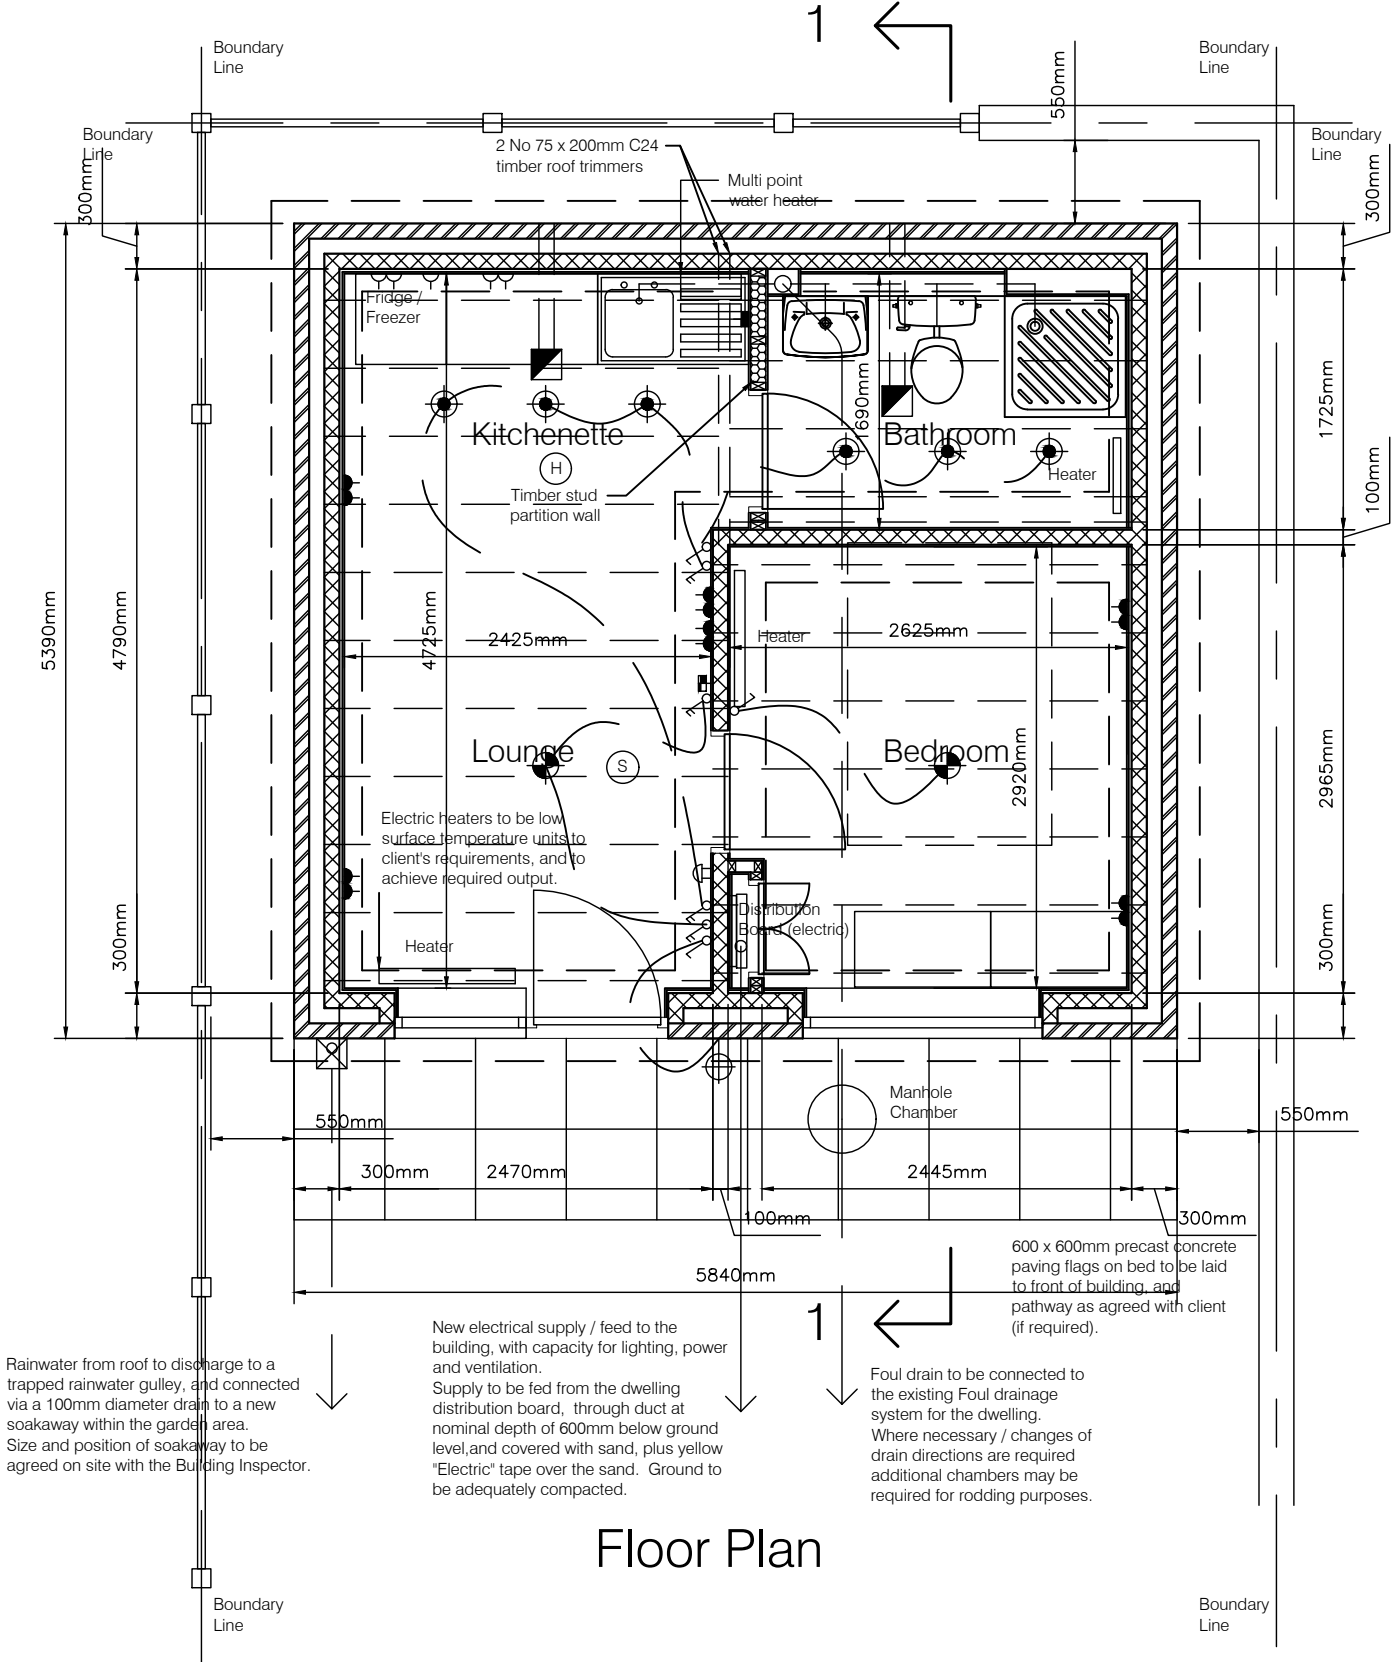 1
Boundary
Line
Boundary
Line
550mm
Boundary
Line
2 No 75 x 200mm C24
timber roof trimmers
Boundary
Line
Multi point
water heater
300mm
300mm
Fridge /
Freezer
1725mm
690mm
Kitchenette
Bathroom
H
Heater
Timber stud
partition wall
100mm
5390mm
4790mm
4725mm
2425mm
Heater
2625mm
Lounge
S
Bedroom
2920mm
2965mm
Electric heaters to be low
surface temperature units to
client's requirements, and to
achieve required output.
Distribution
Board (electric)
Heater
300mm
300mm
Manhole
Chamber
550mm
550mm
300mm
2470mm
2445mm
100mm
300mm
5840mm
600 x 600mm precast concrete
paving flags on bed to be laid
to front of building, and
pathway as agreed with client
(if required).
1
New electrical supply / feed to the
building, with capacity for lighting, power
and ventilation.
Supply to be fed from the dwelling
distribution board, through duct at
nominal depth of 600mm below ground
level,and covered with sand, plus yellow
"Electric" tape over the sand. Ground to
be adequately compacted.
Rainwater from roof to discharge to a
trapped rainwater gulley, and connected
via a 100mm diameter drain to a new
soakaway within the garden area.
Size and position of soakaway to be
agreed on site with the Building Inspector.
Foul drain to be connected to
the existing Foul drainage
system for the dwelling.
Where necessary / changes of
drain directions are required
additional chambers may be
required for rodding purposes.
Floor Plan
Boundary
Line
Boundary
Line